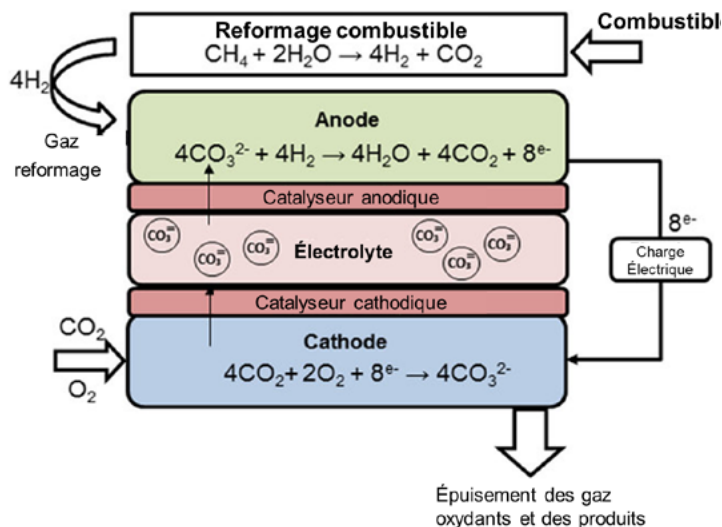 Reformage combustible
CH₄ + 2H₂O → 4H₂ + CO₂
Combustible
4H₂
Gaz
reformage
Anode
4CO₃²⁻ + 4H₂ → 4H₂O + 4CO₂ + 8ᵉ⁻
Catalyseur anodique
CO₃⁼
CO₃⁼
CO₃⁼
Électrolyte
CO₃⁼
CO₃⁼
CO₃⁼
8ᵉ⁻
Charge
Électrique
Catalyseur cathodique
CO₂
O₂
Cathode
4CO₂+ 2O₂ + 8ᵉ⁻ → 4CO₃²⁻
Épuisement des gaz
oxydants et des produits